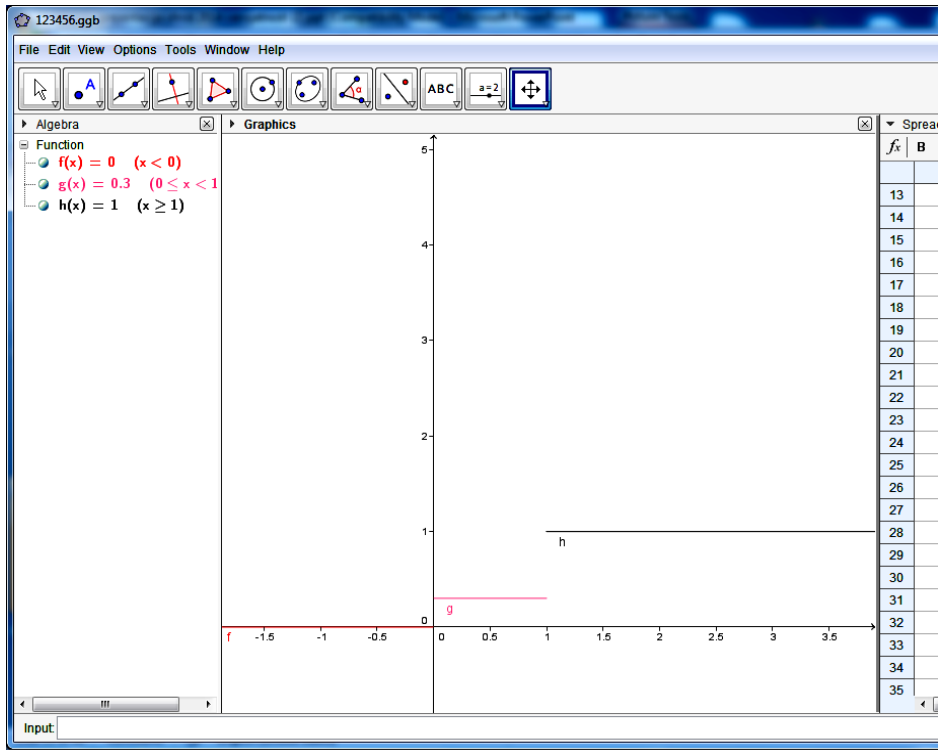 123456.ggb
File Edit View Options Tools Window Help
A α ABC a=2
Algebra
Graphics
Spread
Function
f(x) = 0 (x < 0)
g(x) = 0.3 (0 ≤ x < 1
h(x) = 1 (x ≥ 1)
fx B
5
4
3
2
1
0
h
g
f
-1.5 -1 -0.5 0 0.5 1 1.5 2 2.5 3 3.5
13
14
15
16
17
18
19
20
21
22
23
24
25
26
27
28
29
30
31
32
33
34
35
Input: